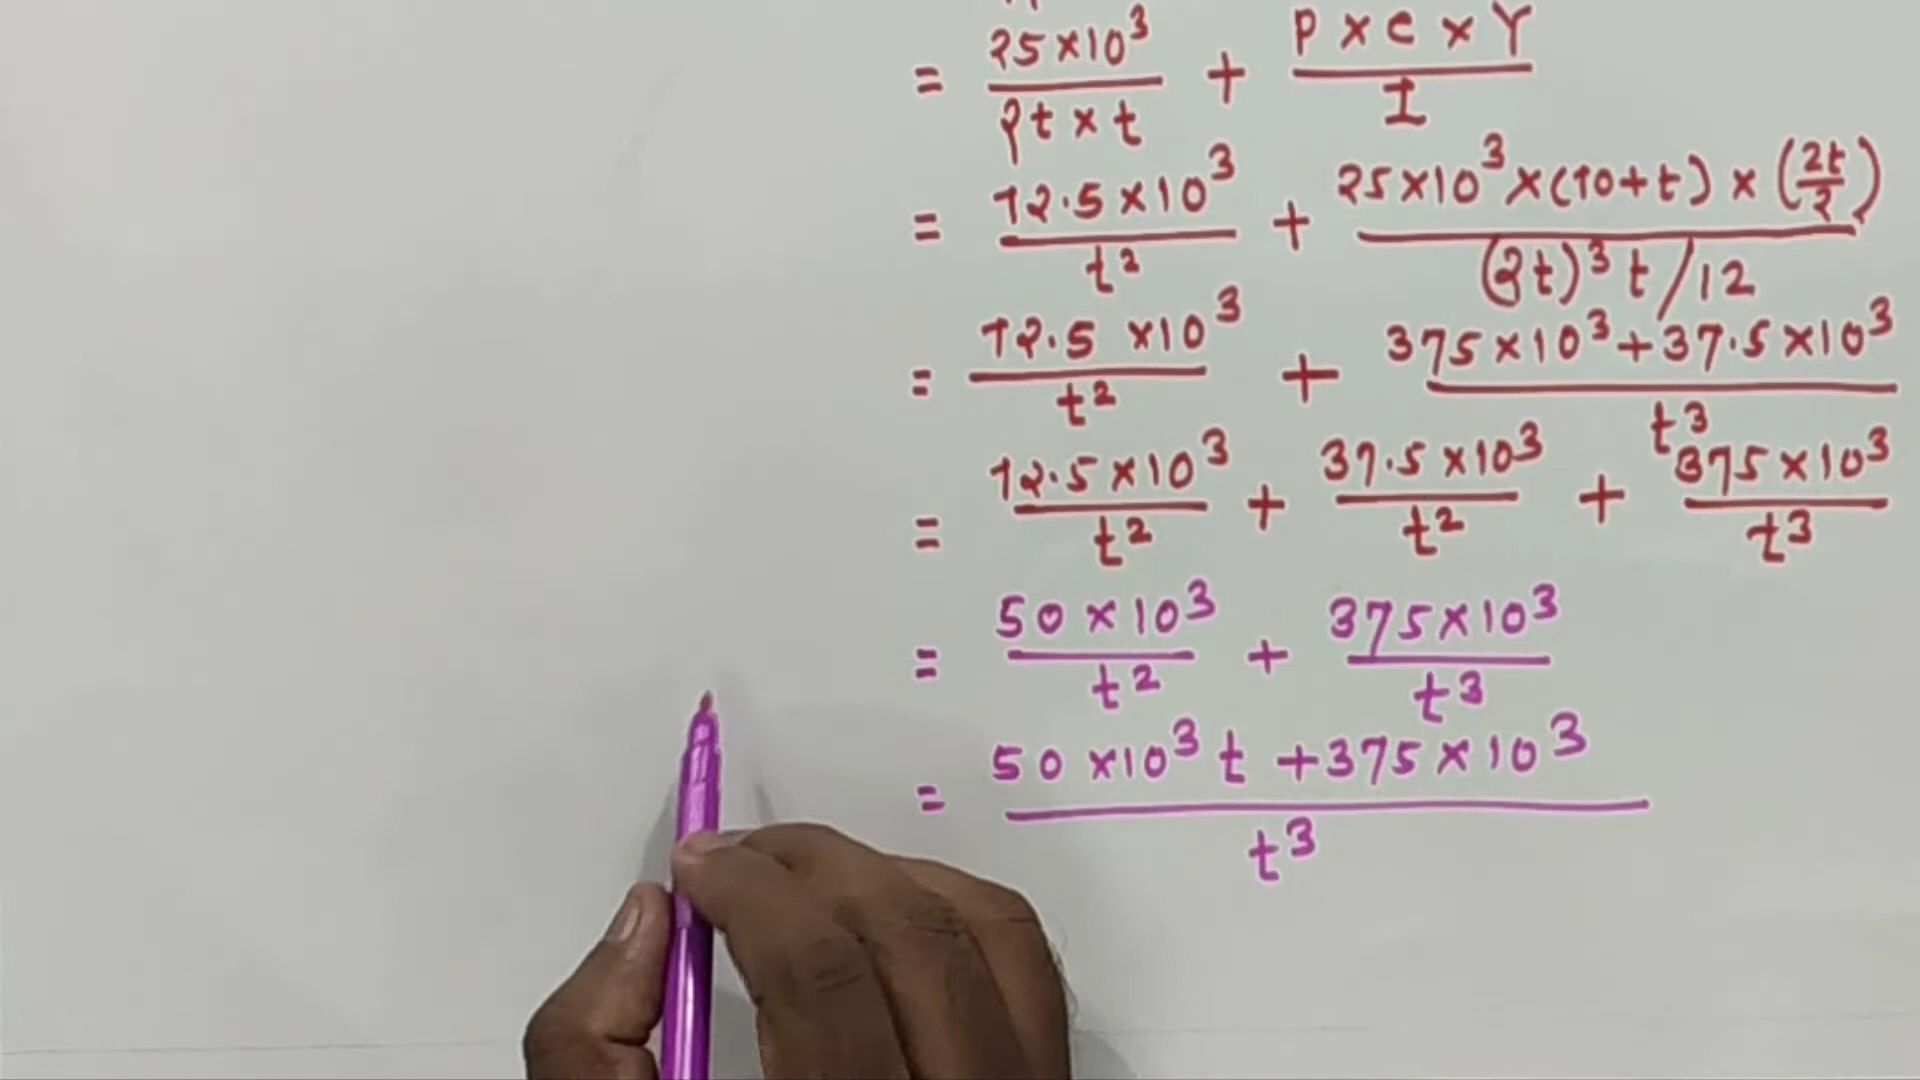 = 25×10³ / 2t×t + P×e×Y / I
= 12.5×10³ / t² + 25×10³×(10+t)×(2t/2) / (2t)³t/12
= 12.5×10³ / t² + 375×10³+37.5×10³ / t³
= 12.5×10³ / t² + 37.5×10³ / t² + 375×10³ / t³
= 50×10³ / t² + 375×10³ / t³
= 50×10³t+375×10³ / t³